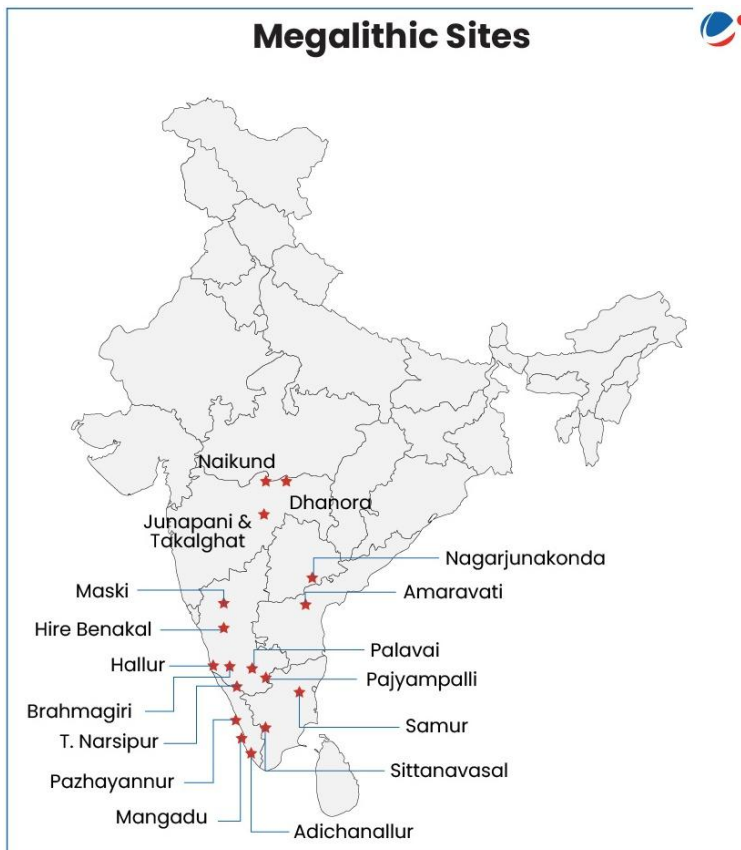 Megalithic Sites
Naikund
Dhanora
Junapani &
Takalghat
Nagarjunakonda
Maski
Amaravati
Hire Benakal
Hallur
Palavai
Pajyampalli
Brahmagiri
Samur
T. Narsipur
Sittanavasal
Pazhayannur
Mangadu
Adichanallur